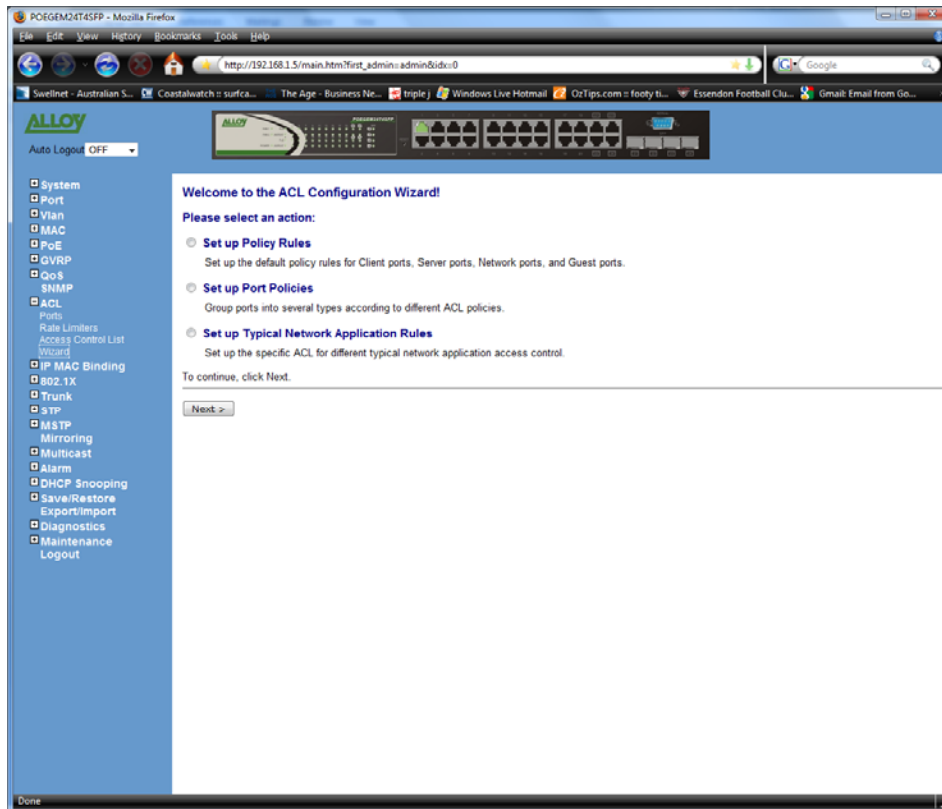 POEGEM24T4SFP - Mozilla Firefox
File Edit View History Bookmarks Tools Help
http://192.168.1.5/main.htm?first_admin=admin&idx=0
Google
Swellnet - Australian S... Coastalwatch :: surfca... The Age - Business Ne... triple j Windows Live Hotmail OzTips.com :: footy ti... Essendon Football Clu... Gmail: Email from Go...
ALLOY
ALLOY
POEGEM24T4SFP
Auto Logout OFF
System
Port
Vlan
MAC
PoE
GVRP
QoS
SNMP
ACL
Ports
Rate Limiters
Access Control List
Wizard
IP MAC Binding
802.1X
Trunk
STP
MSTP
Mirroring
Multicast
Alarm
DHCP Snooping
Save/Restore
Export/Import
Diagnostics
Maintenance
Logout
Welcome to the ACL Configuration Wizard!
Please select an action:
Set up Policy Rules
Set up the default policy rules for Client ports, Server ports, Network ports, and Guest ports.
Set up Port Policies
Group ports into several types according to different ACL policies.
Set up Typical Network Application Rules
Set up the specific ACL for different typical network application access control.
To continue, click Next.
Next >
Done